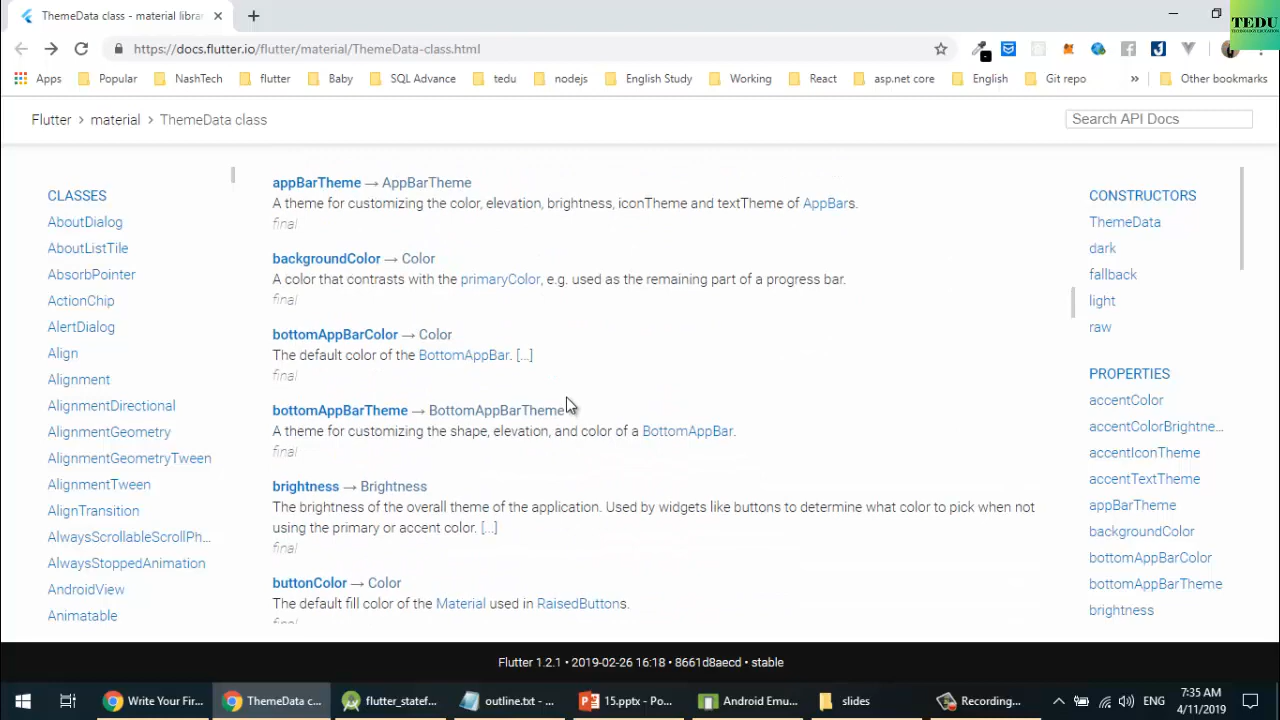 ThemeData class - material libra
TEDU
https://docs.flutter.io/flutter/material/ThemeData-class.html
Apps
Popular
NashTech
flutter
Baby
SQL Advance
tedu
nodejs
English Study
Working
React
asp.net core
English
Git repo
»
Other bookmarks
Flutter > material > ThemeData class
Search API Docs
CLASSES
AboutDialog
AboutListTile
AbsorbPointer
ActionChip
AlertDialog
Align
Alignment
AlignmentDirectional
AlignmentGeometry
AlignmentGeometryTween
AlignmentTween
AlignTransition
AlwaysScrollableScrollPh...
AlwaysStoppedAnimation
AndroidView
Animatable
appBarTheme → AppBarTheme
A theme for customizing the color, elevation, brightness, iconTheme and textTheme of AppBars.
final
backgroundColor → Color
A color that contrasts with the primaryColor, e.g. used as the remaining part of a progress bar.
final
bottomAppBarColor → Color
The default color of the BottomAppBar. [...]
final
bottomAppBarTheme → BottomAppBarTheme
A theme for customizing the shape, elevation, and color of a BottomAppBar.
final
brightness → Brightness
The brightness of the overall theme of the application. Used by widgets like buttons to determine what color to pick when not
using the primary or accent color. [...]
final
buttonColor → Color
The default fill color of the Material used in RaisedButtons.
final
CONSTRUCTORS
ThemeData
dark
fallback
light
raw
PROPERTIES
accentColor
accentColorBrightne...
accentIconTheme
accentTextTheme
appBarTheme
backgroundColor
bottomAppBarColor
bottomAppBarTheme
brightness
Flutter 1.2.1 • 2019-02-26 16:18 • 8661d8aecd • stable
Write Your Fir...
ThemeData c...
flutter_statef...
outline.txt - ...
15.pptx - Po...
Android Emu...
slides
Recording...
ENG
7:35 AM
4/11/2019